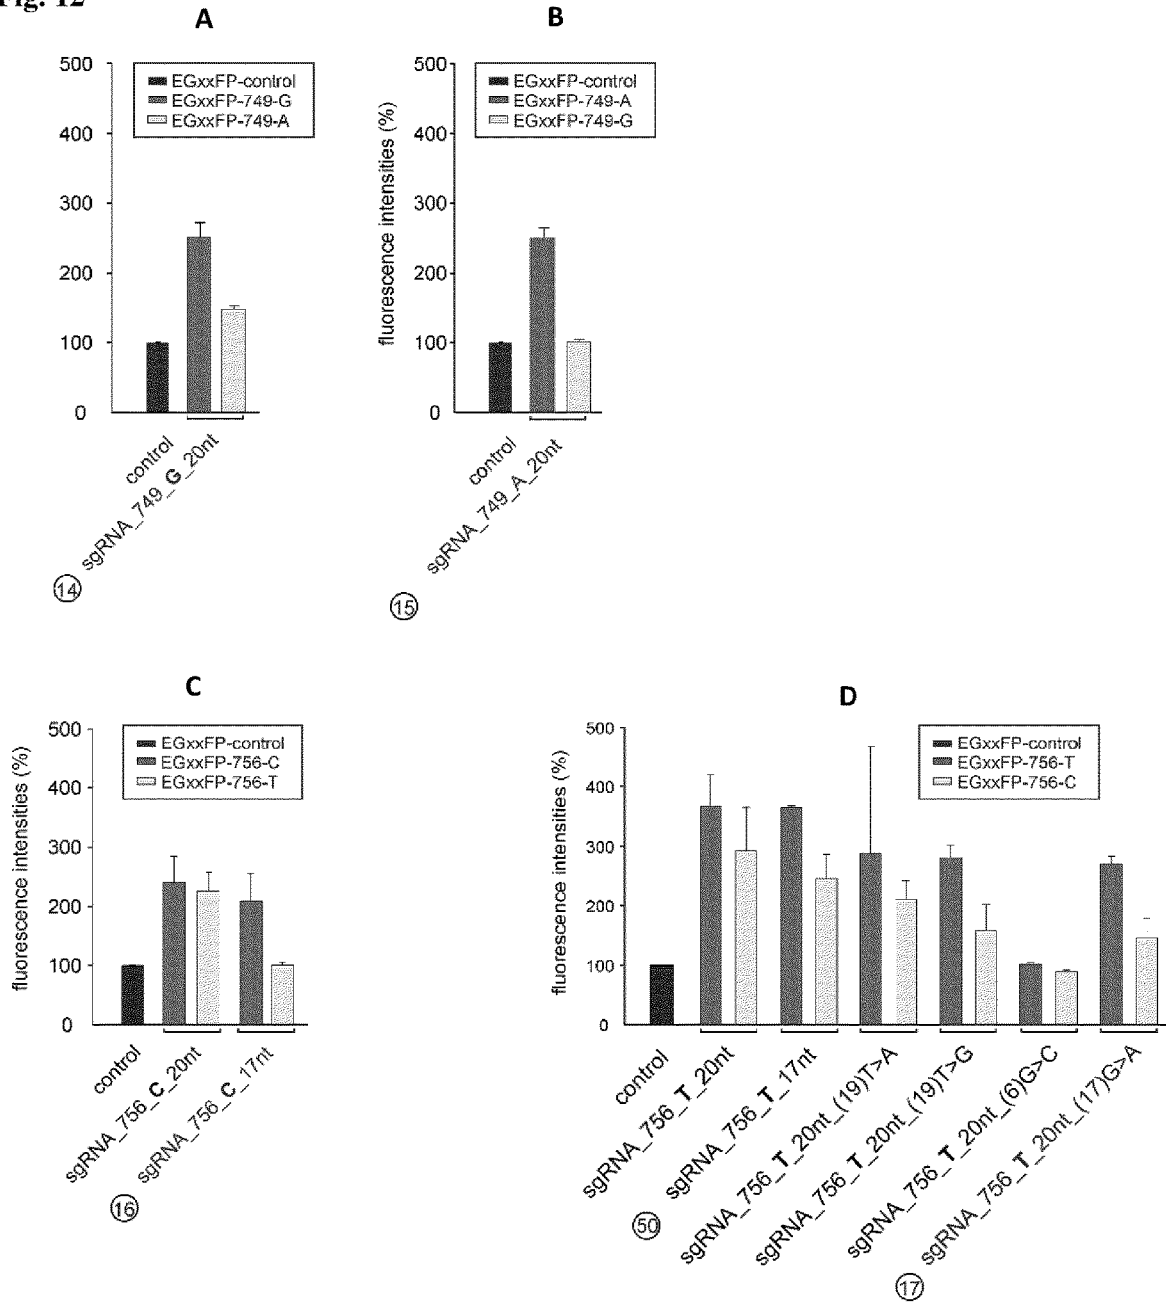 Fig. 12
A
500
400
300
200
100
0
EGxxFP-control
EGxxFP-749-G
EGxxFP-749-A
control
sgRNA_749_G_20nt
14
B
fluorescence intensities (%)
500
400
300
200
100
0
EGxxFP-control
EGxxFP-749-A
EGxxFP-749-G
control
sgRNA_749_A_20nt
15
C
fluorescence intensities (%)
500
400
300
200
100
0
EGxxFP-control
EGxxFP-756-C
EGxxFP-756-T
control
sgRNA_756_C_20nt
sgRNA_756_C_17nt
16
D
fluorescence intensities (%)
500
400
300
200
100
0
EGxxFP-control
EGxxFP-756-T
EGxxFP-756-C
control
sgRNA_756_T_20nt
sgRNA_756_T_17nt
sgRNA_756_T_20nt_(19)T>A
sgRNA_756_T_20nt_(19)T>G
sgRNA_756_T_20nt_(6)G>C
sgRNA_756_T_20nt_(17)G>A
50
17